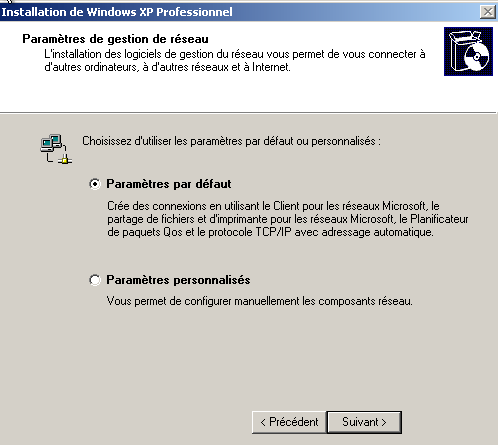 Installation de Windows XP Professionnel
Paramètres de gestion de réseau
L'installation des logiciels de gestion du réseau vous permet de vous connecter à
d'autres ordinateurs, à d'autres réseaux et à Internet.
Choisissez d'utiliser les paramètres par défaut ou personnalisés :
Paramètres par défaut
Crée des connexions en utilisant le Client pour les réseaux Microsoft, le
partage de fichiers et d'imprimante pour les réseaux Microsoft, le Planificateur
de paquets Qos et le protocole TCP/IP avec adressage automatique.
Paramètres personnalisés
Vous permet de configurer manuellement les composants réseau.
< Précédent
Suivant >